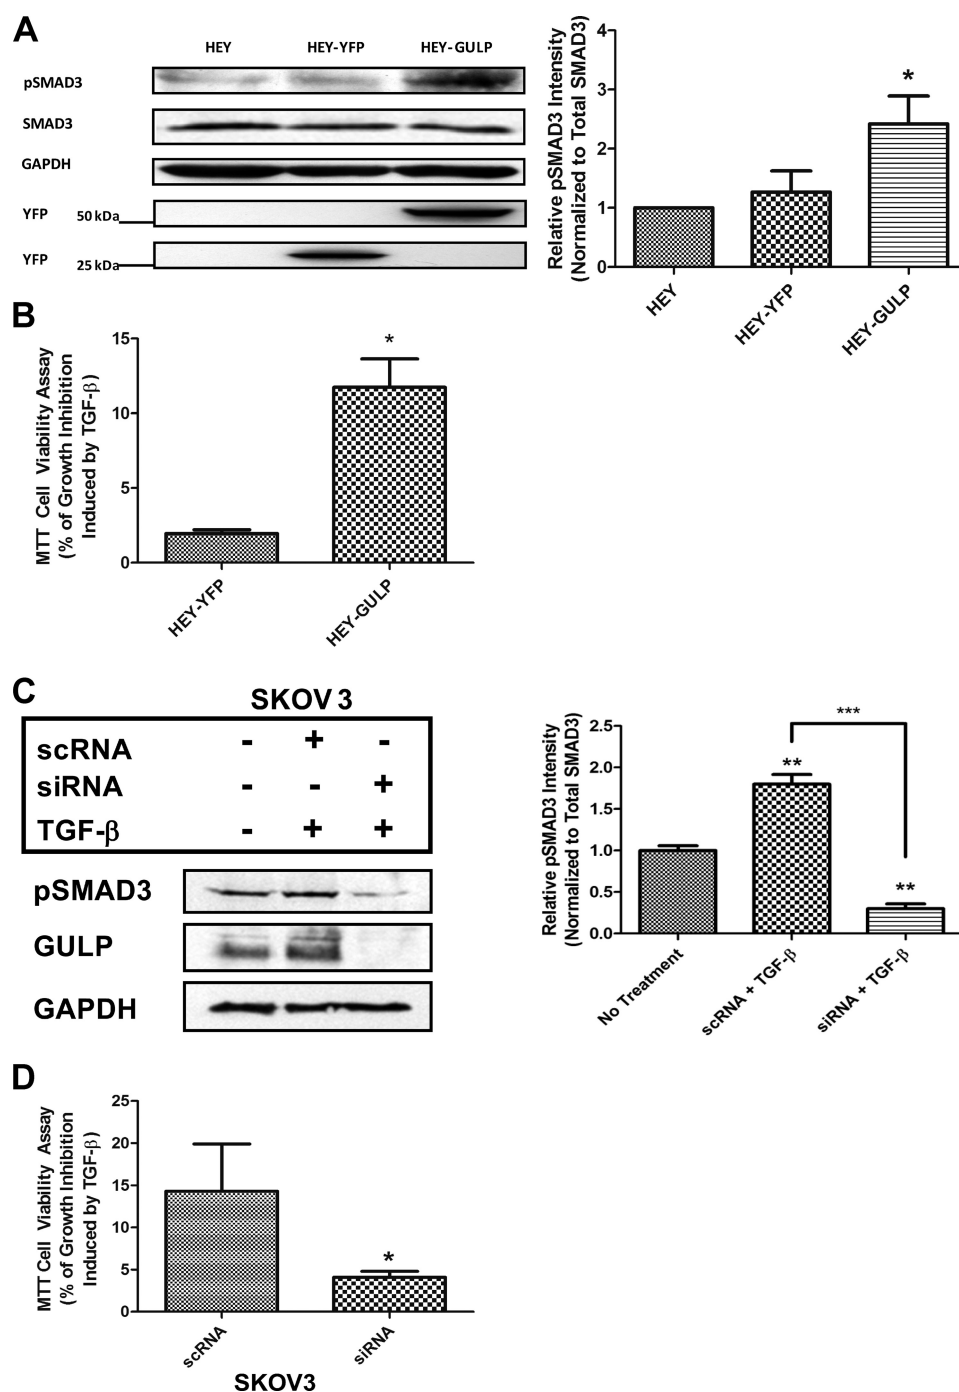 A
HEY HEY-YFP HEY-GULP
pSMAD3
SMAD3
GAPDH
YFP 50 kDa
YFP 25 kDa
Relative pSMAD3 Intensity
(Normalized to Total SMAD3)
4
3
2
1
0
*
HEY
HEY-YFP
HEY-GULP
B
MTT Cell Viability Assay
(% of Growth Inhibition
Induced by TGF-β)
15
10
5
0
*
HEY-YFP
HEY-GULP
C
SKOV 3
scRNA - + -
siRNA - - +
TGF-β - + +
pSMAD3
GULP
GAPDH
Relative pSMAD3 Intensity
(Normalized to Total SMAD3)
2.5
2.0
1.5
1.0
0.5
0.0
***
**
**
No Treatment
scRNA + TGF-β
siRNA + TGF-β
D
MTT Cell Viability Assay
(% of Growth Inhibition
Induced by TGF-β)
25
20
15
10
5
0
*
scRNA
siRNA
SKOV3